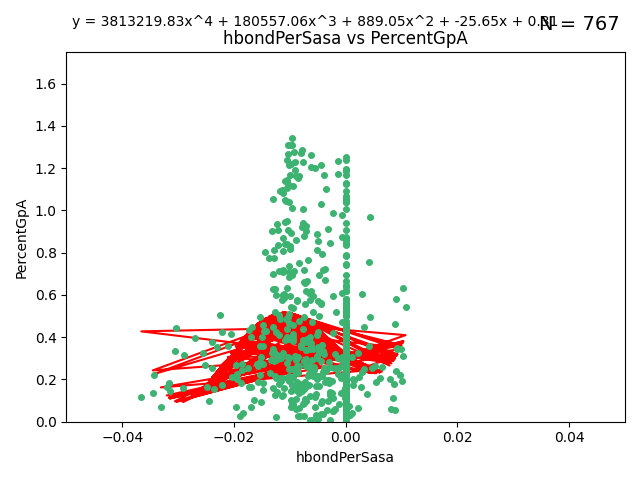 y = 3813219.83x^4 + 180557.06x^3 + 889.05x^2 + -25.65x +
N = 767
hbondPerSasa vs PercentGpA
1.6
1.4
1.2
1.0
0.8
0.6
0.4
0.2
0.0
PercentGpA
−0.04 −0.02 0.00 0.02 0.04
hbondPerSasa